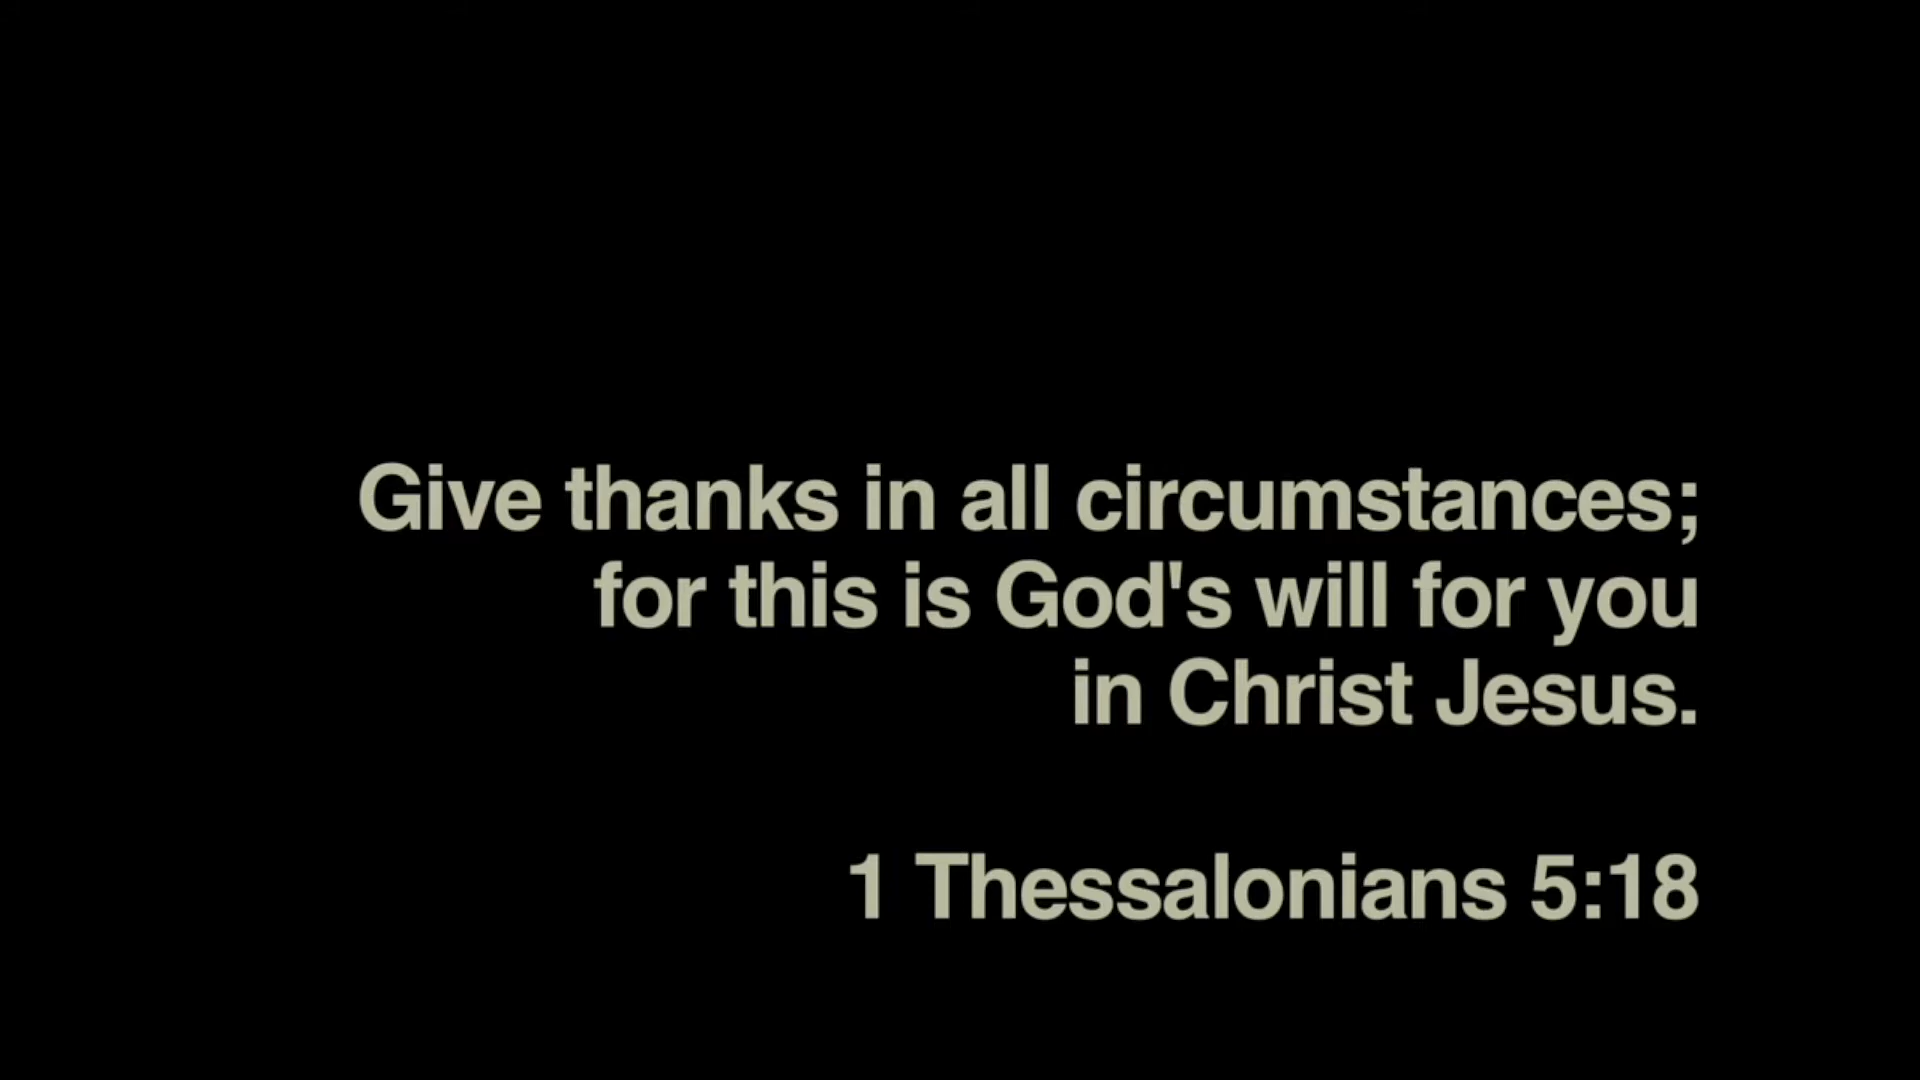 Give thanks in all circumstances;
for this is God's will for you
in Christ Jesus.
1 Thessalonians 5:18